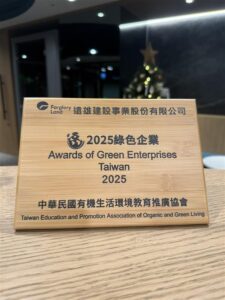 Farglory Land 遠雄建設事業股份有限公司
2025綠色企業
Awards of Green Enterprises
Taiwan
2025
中華民國有機生活環境教育推廣協會
Taiwan Education and Promotion Association of Organic and Green Living